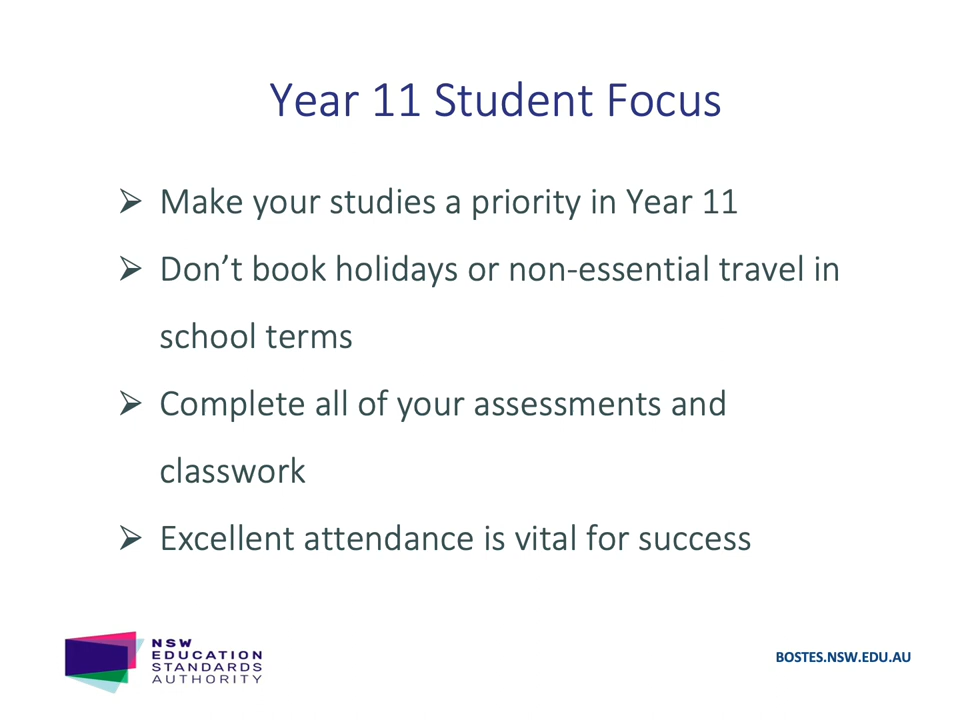 Year 11 Student Focus
Make your studies a priority in Year 11
Don’t book holidays or non-essential travel in
school terms
Complete all of your assessments and
classwork
Excellent attendance is vital for success
NSW
EDUCATION
STANDARDS
AUTHORITY
BOSTES.NSW.EDU.AU